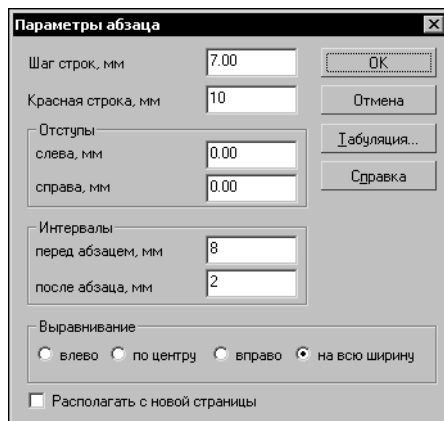 Параметры абзаца
Шаг строк, мм 7.00 OK
Красная строка, мм 10 Отмена
Отступы Табуляция...
слева, мм 0.00
справа, мм 0.00 Справка
Интервалы
перед абзацем, мм 8
после абзаца, мм 2
Выравнивание
влево по центру вправо на всю ширину
Располагать с новой страницы